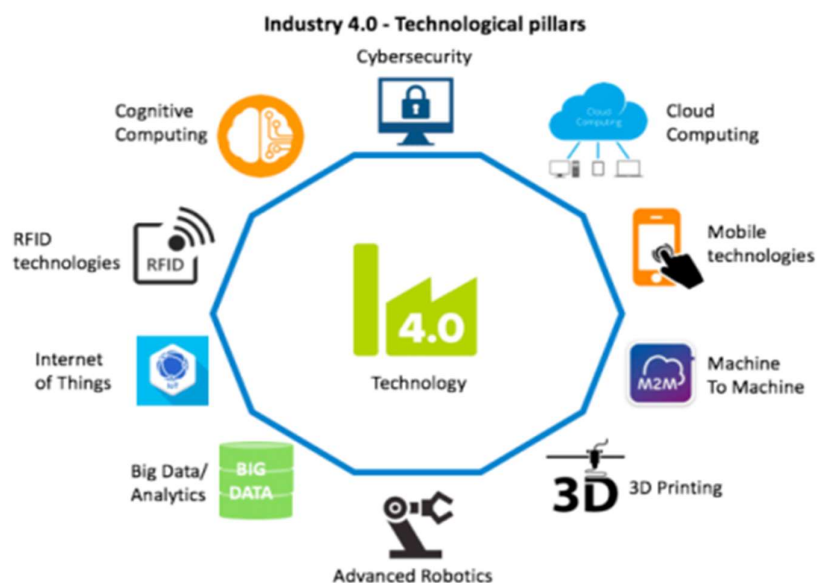 Industry 4.0 - Technological pillars
Cybersecurity
Cognitive
Computing
Cloud Computing
Cloud
Computing
RFID
technologies
RFID
Mobile
technologies
4.0
Technology
Internet
of Things
IoT
M2M
Machine
To Machine
Big Data/
Analytics
BIG
DATA
3D
3D Printing
Advanced Robotics